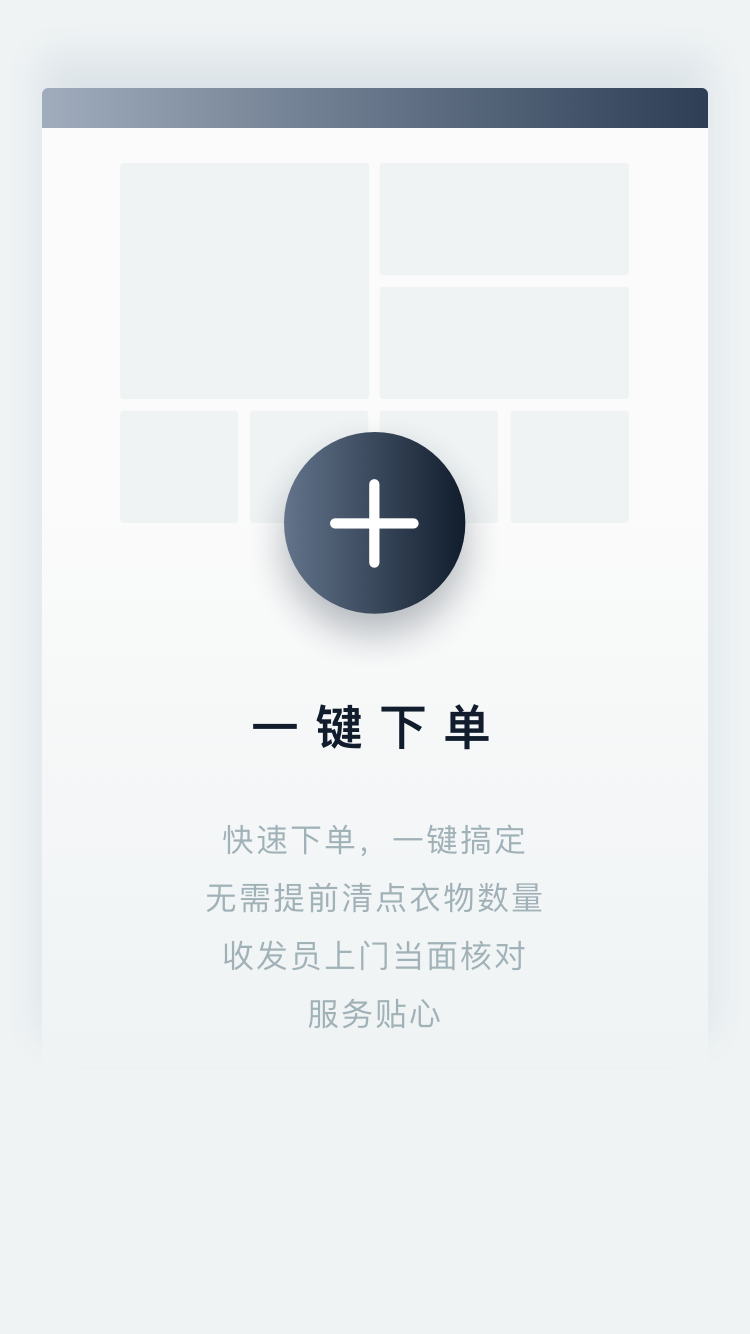 一键下单
快速下单，一键搞定
无需提前清点衣物数量
收发员上门当面核对
服务贴心